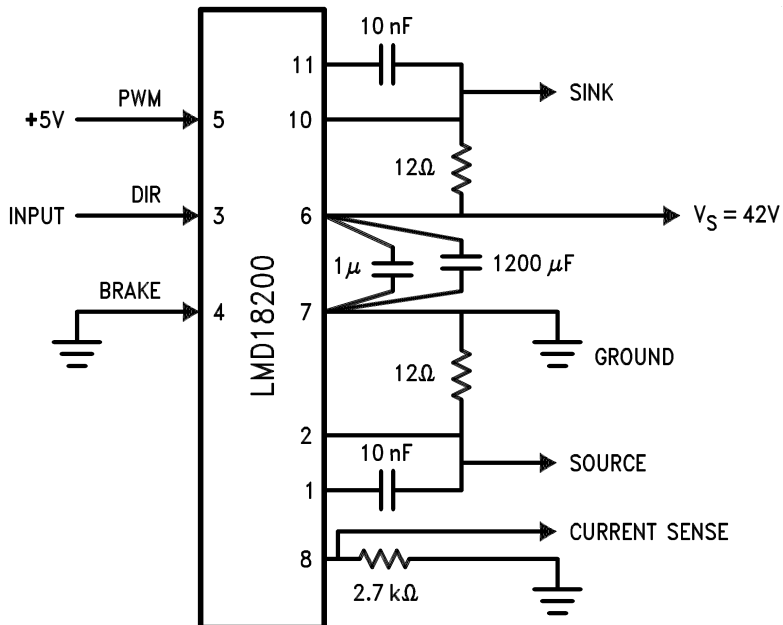 10 nF
11
SINK
PWM
+5V
5
10
12Ω
DIR
INPUT
3
6
V_S = 42V
1μ
1200 μF
BRAKE
4
7
LMD18200
GROUND
12Ω
2
10 nF
SOURCE
1
CURRENT SENSE
8
2.7 kΩ